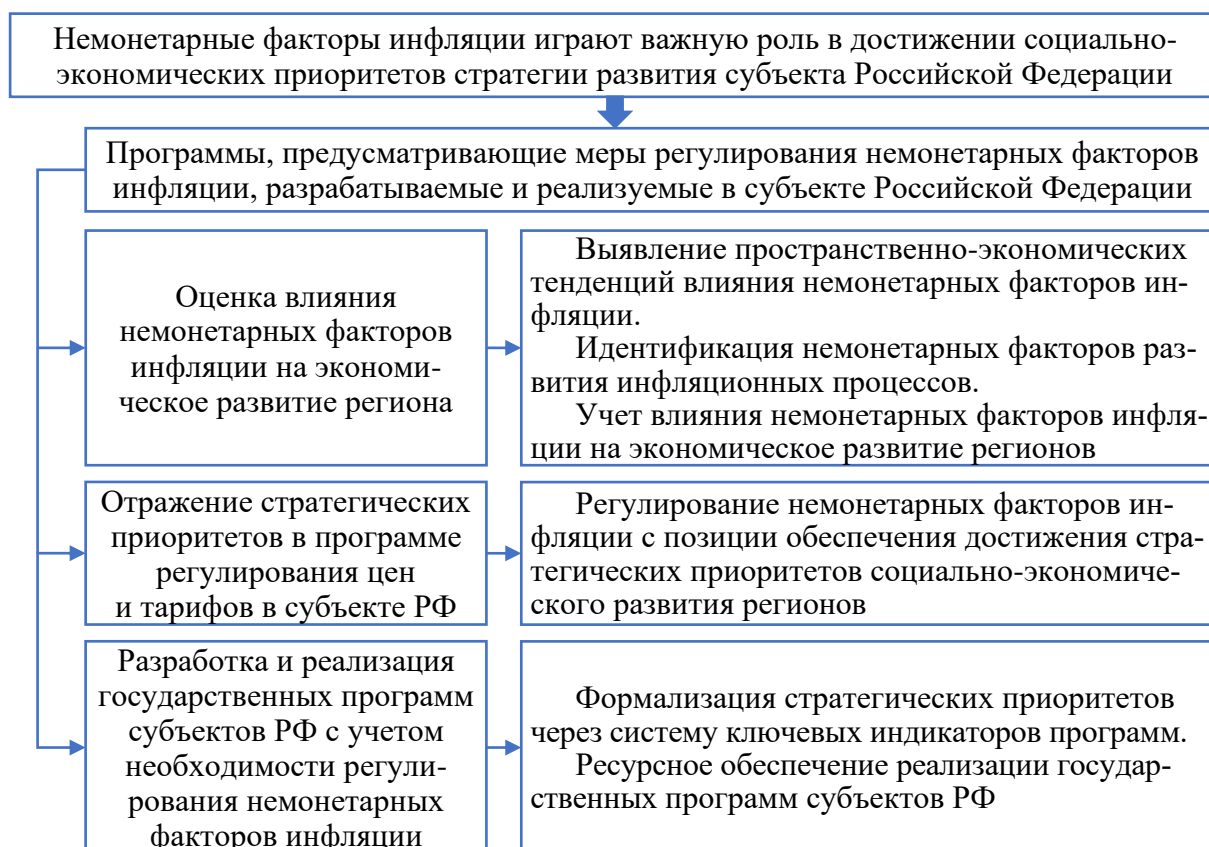 Немонетарные факторы инфляции играют важную роль в достижении социально-
экономических приоритетов стратегии развития субъекта Российской Федерации
Программы, предусматривающие меры регулирования немонетарных факторов
инфляции, разрабатываемые и реализуемые в субъекте Российской Федерации
Оценка влияния
немонетарных факторов
инфляции на экономи-
ческое развитие региона
Выявление пространственно-экономических
тенденций влияния немонетарных факторов ин-
фляции.
Идентификация немонетарных факторов раз-
вития инфляционных процессов.
Учет влияния немонетарных факторов инфля-
ции на экономическое развитие регионов
Отражение стратегических
приоритетов в программе
регулирования цен
и тарифов в субъекте РФ
Регулирование немонетарных факторов ин-
фляции с позиции обеспечения достижения стра-
тегических приоритетов социально-экономиче-
ского развития регионов
Разработка и реализация
государственных программ
субъектов РФ с учетом
необходимости регули-
рования немонетарных
факторов инфляции
Формализация стратегических приоритетов
через систему ключевых индикаторов программ.
Ресурсное обеспечение реализации государ-
ственных программ субъектов РФ